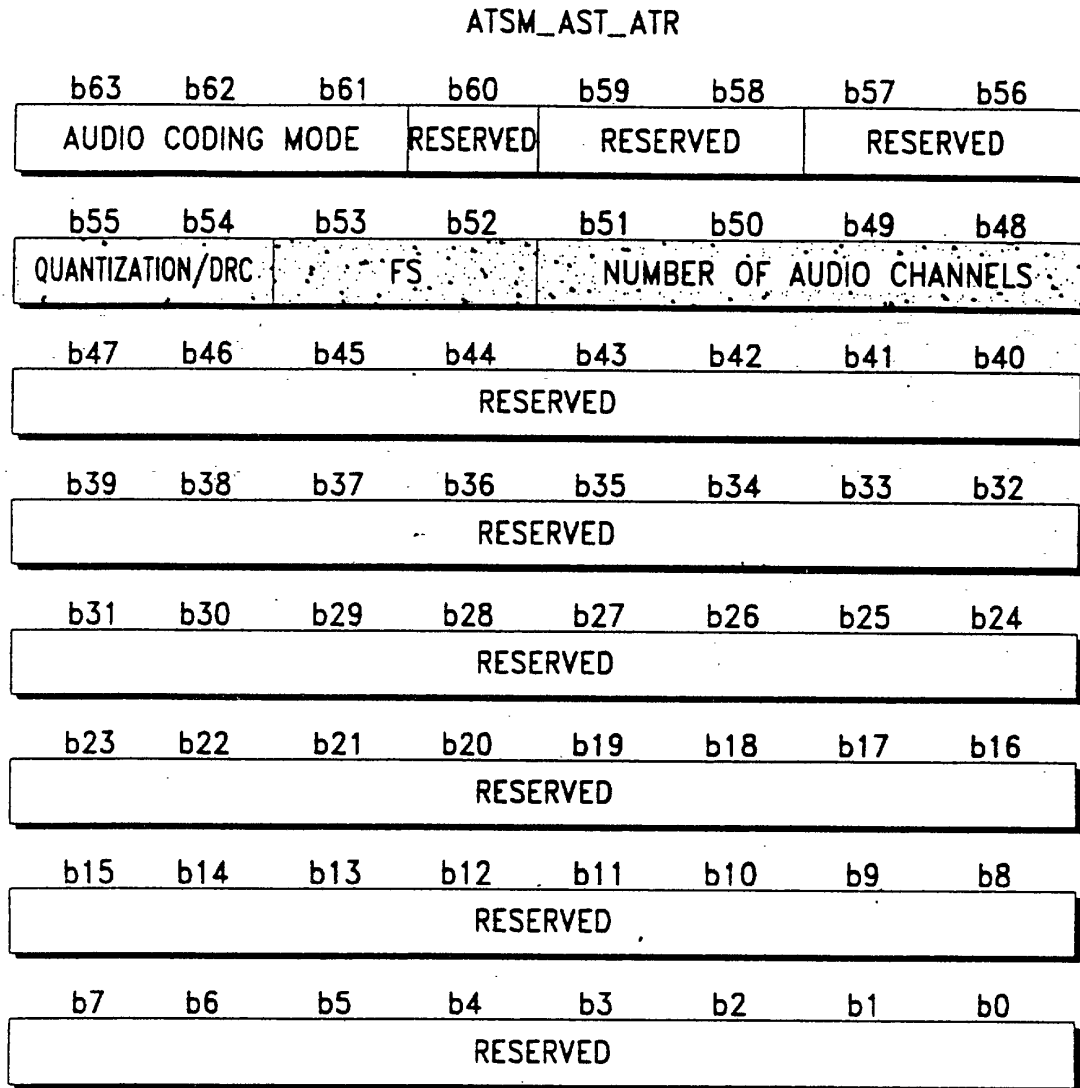 ATSM_AST_ATR
b63 b62 b61 b60 b59 b58 b57 b56
AUDIO CODING MODE RESERVED RESERVED RESERVED
b55 b54 b53 b52 b51 b50 b49 b48
QUANTIZATION/DRC FS NUMBER OF AUDIO CHANNELS
b47 b46 b45 b44 b43 b42 b41 b40
RESERVED
b39 b38 b37 b36 b35 b34 b33 b32
RESERVED
b31 b30 b29 b28 b27 b26 b25 b24
RESERVED
b23 b22 b21 b20 b19 b18 b17 b16
RESERVED
b15 b14 b13 b12 b11 b10 b9 b8
RESERVED
b7 b6 b5 b4 b3 b2 b1 b0
RESERVED